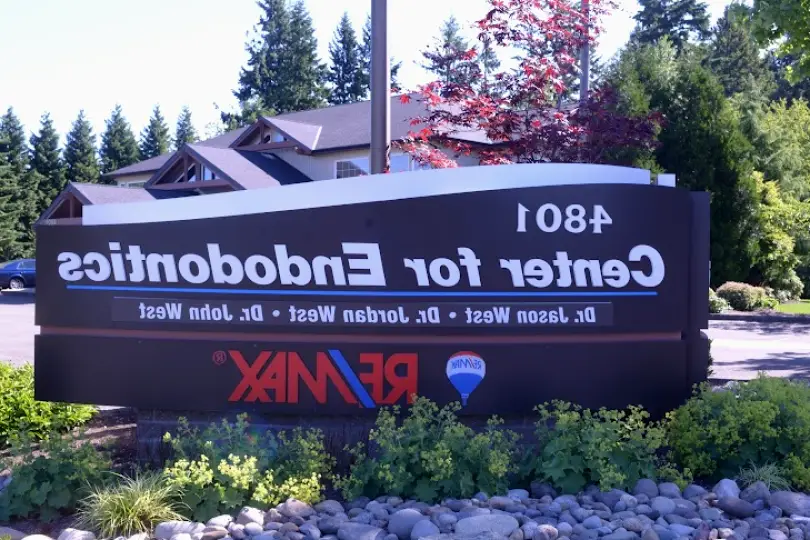 4801
Center for Endodontics
Dr. Jason West • Dr. Jordan West • Dr. John West
RE/MAX
RE/MAX®